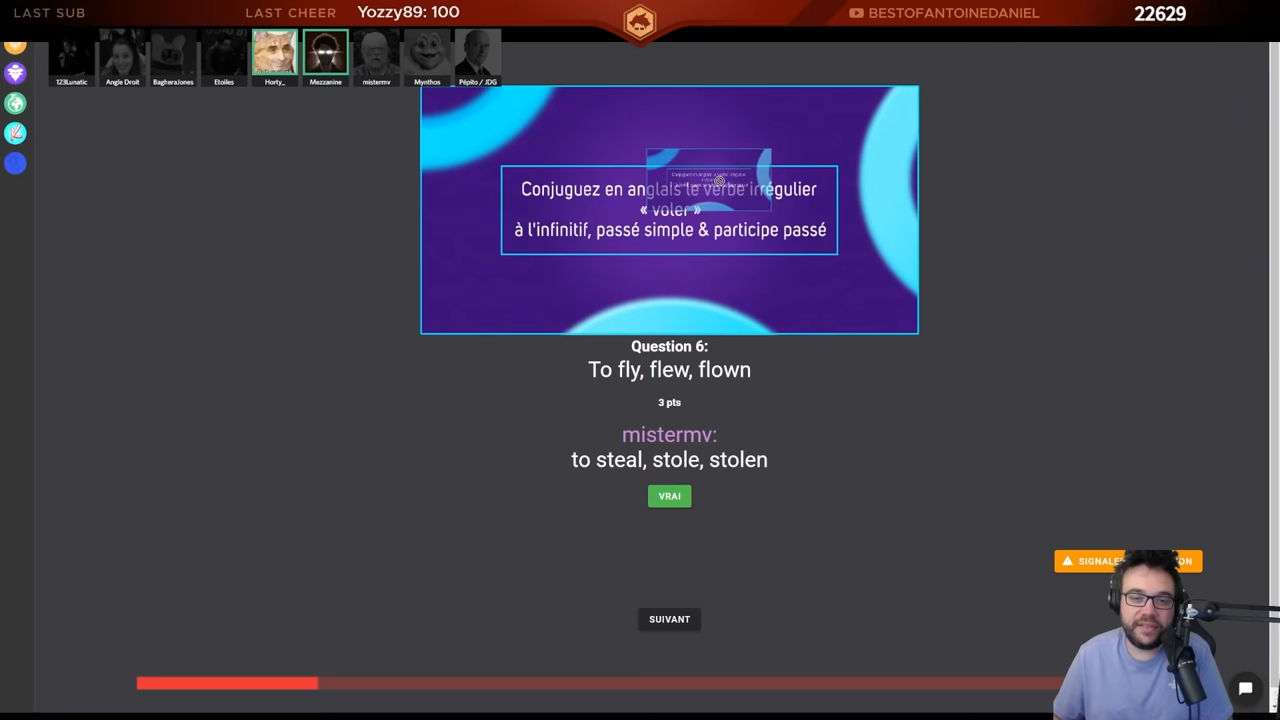 LAST SUB
LAST CHEER
Yozzy89: 100
BESTOFANTOINEDANIEL
22629
123Lunatic
Angle Droit
BagheraJones
Etoiles
Horty_
Mezzanine
mistermv
Mynthos
Pépito / JDG
Conjuguez en anglais le verbe irrégulier
« voler »
à l'infinitif, passé simple & participe passé
Question 6:
To fly, flew, flown
3 pts
mistermv:
to steal, stole, stolen
VRAI
SIGNALE
ON
SUIVANT